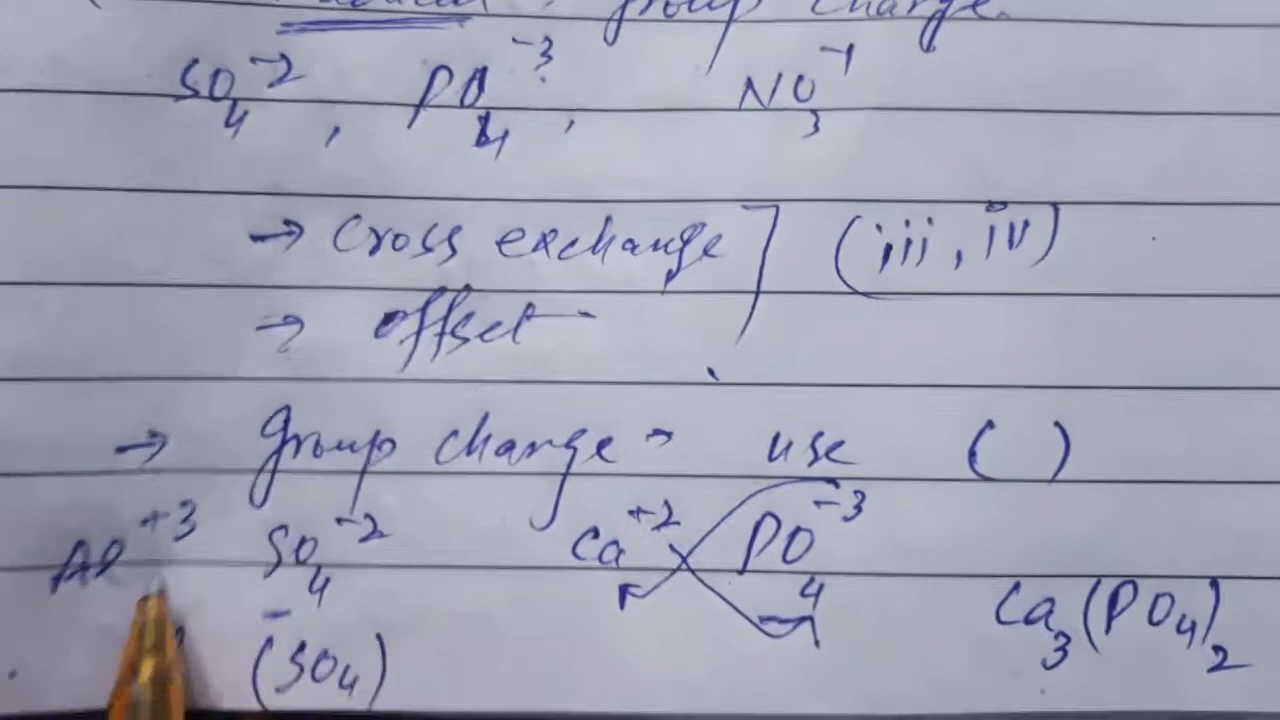 : group charge.
SO₄⁻², PO₄⁻³, NO₃⁻¹
→ Cross exchange ] (iii, iv)
→ offset
→ group charge - use ( )
Al⁺³ SO₄⁻² Ca⁺² PO₄⁻³
(SO₄) Ca₃(PO₄)₂